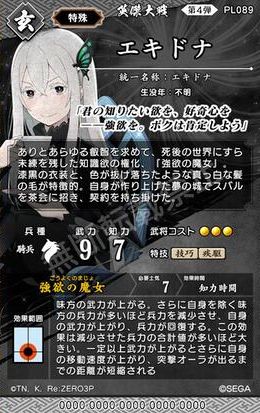 玄
特殊
英傑大戦
第4弾
PL089
エキドナ
統一名称：エキドナ
生没年：不明
「君の知りたい欲を、好奇心を
──強欲を。ボクは肯定しよう」
ありとあらゆる叡智を求めて、死後の世界にすら
未練を残した知識欲の権化、「強欲の魔女」。
漆黒の衣装と、色が抜け落ちたような真っ白な髪
の毛が特徴的。自身が作り上げた夢の城でスバル
を茶会に招き、契約を持ち掛けた。
兵種 武力 知力 武将コスト
騎兵 9 7 特技 技巧 疾駆
ごうよくのまじょ 必要士気 効果時間
強欲の魔女 7 知力時間
効果範囲
味方の武力が上がる。さらに自身を除く味
方の兵力が多いほど兵力を減少させ、自身
の武力が上がり、兵力が回復する。この効
果は減少させた兵力の合計値が多いほど大
きい。一定以上武力が上がるとさらに自身
の移動速度が上がり、突撃オーラが出るまで
の距離が短縮される
©TN, K, Re:ZERO3P
©SEGA
0000-0000-0000-0000-0000